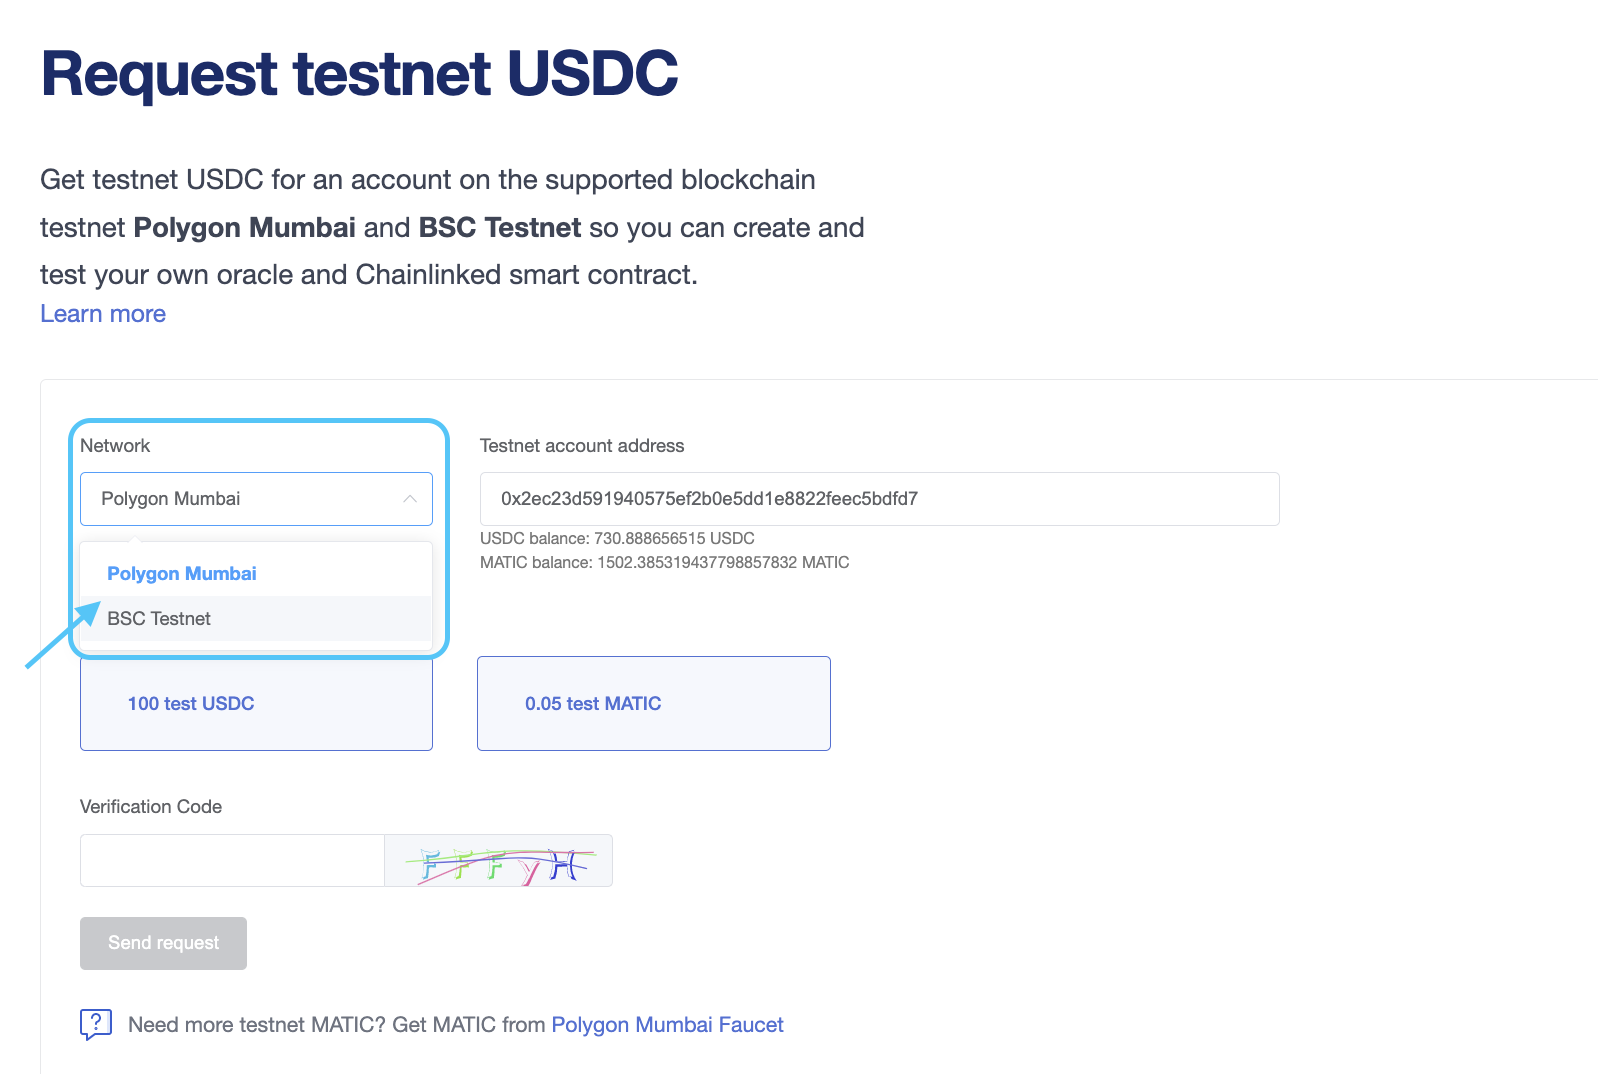 Request testnet USDC
Get testnet USDC for an account on the supported blockchain
testnet Polygon Mumbai and BSC Testnet so you can create and
test your own oracle and Chainlinked smart contract.
Learn more
Network
Polygon Mumbai
Polygon Mumbai
BSC Testnet
Testnet account address
0x2ec23d591940575ef2b0e5dd1e8822feec5bdfd7
USDC balance: 730.888656515 USDC
MATIC balance: 1502.385319437798857832 MATIC
100 test USDC
0.05 test MATIC
Verification Code
FFFyH
Send request
Need more testnet MATIC? Get MATIC from Polygon Mumbai Faucet